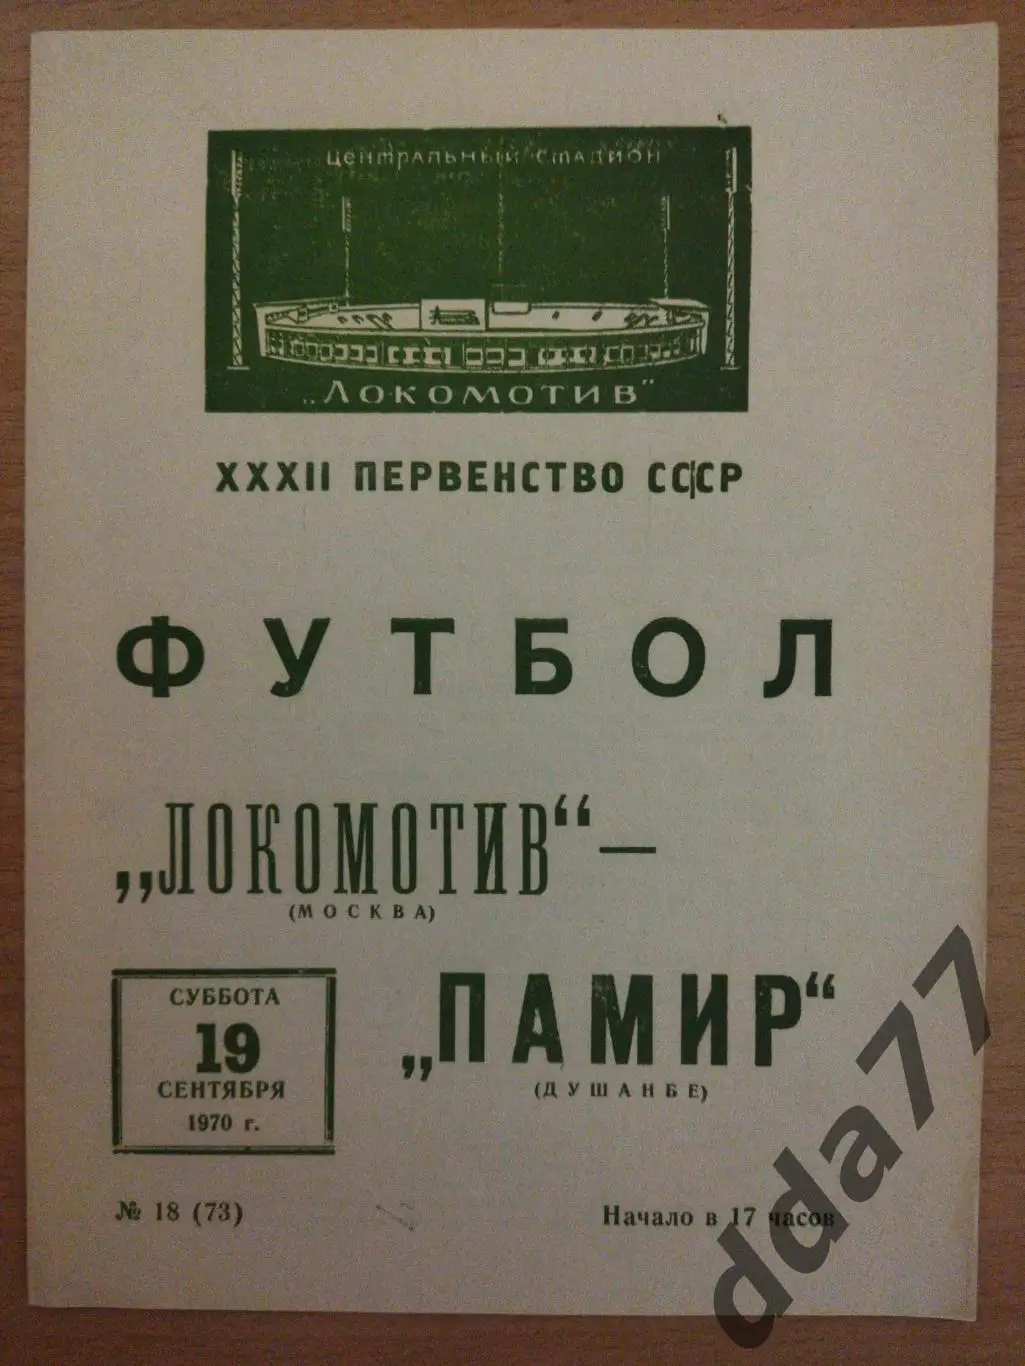 ЦЕНТРАЛЬНЫЙ СТАДИОН
„ЛОКОМОТИВ"
XXXII ПЕРВЕНСТВО СССР
ФУТБОЛ
„ЛОКОМОТИВ“ —
(МОСКВА)
„ПАМИР“
(ДУШАНБЕ)
СУББОТА
19
СЕНТЯБРЯ
1970 г.
№ 18 (73)
Начало в 17 часов
dda77